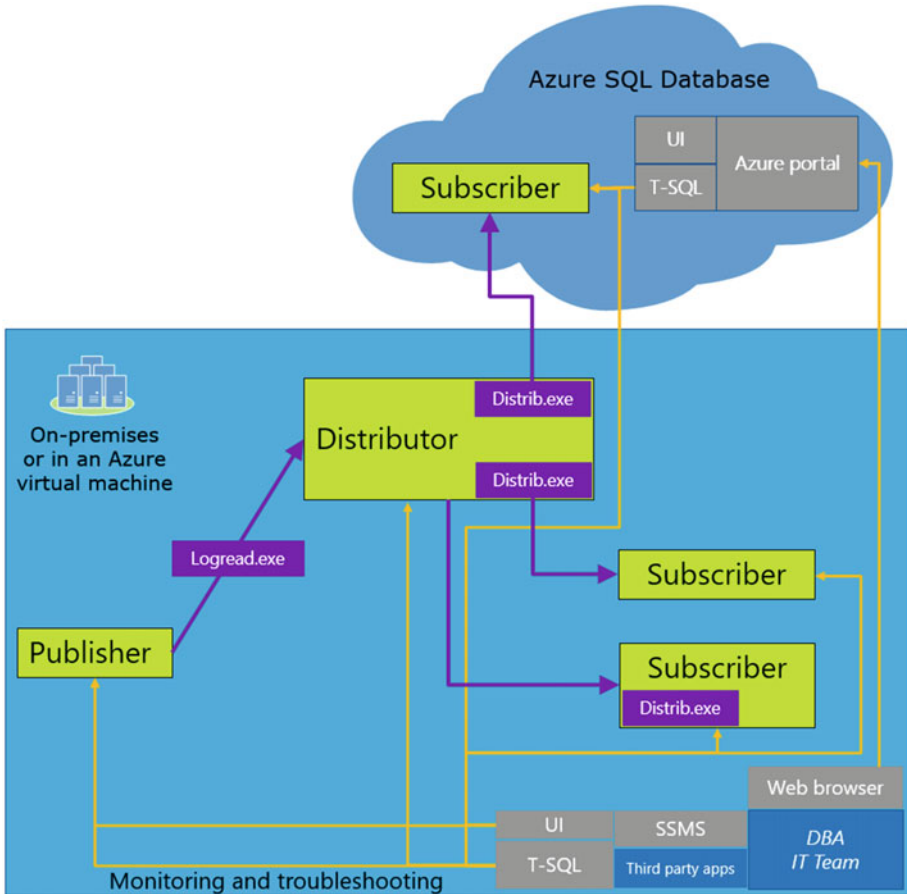 Azure SQL Database
UI
T-SQL
Azure portal
Subscriber
On-premises
or in an Azure
virtual machine
Distributor
Distrib.exe
Distrib.exe
Logread.exe
Publisher
Subscriber
Subscriber
Distrib.exe
Web browser
UI
SSMS
DBA
IT Team
T-SQL
Third party apps
Monitoring and troubleshooting